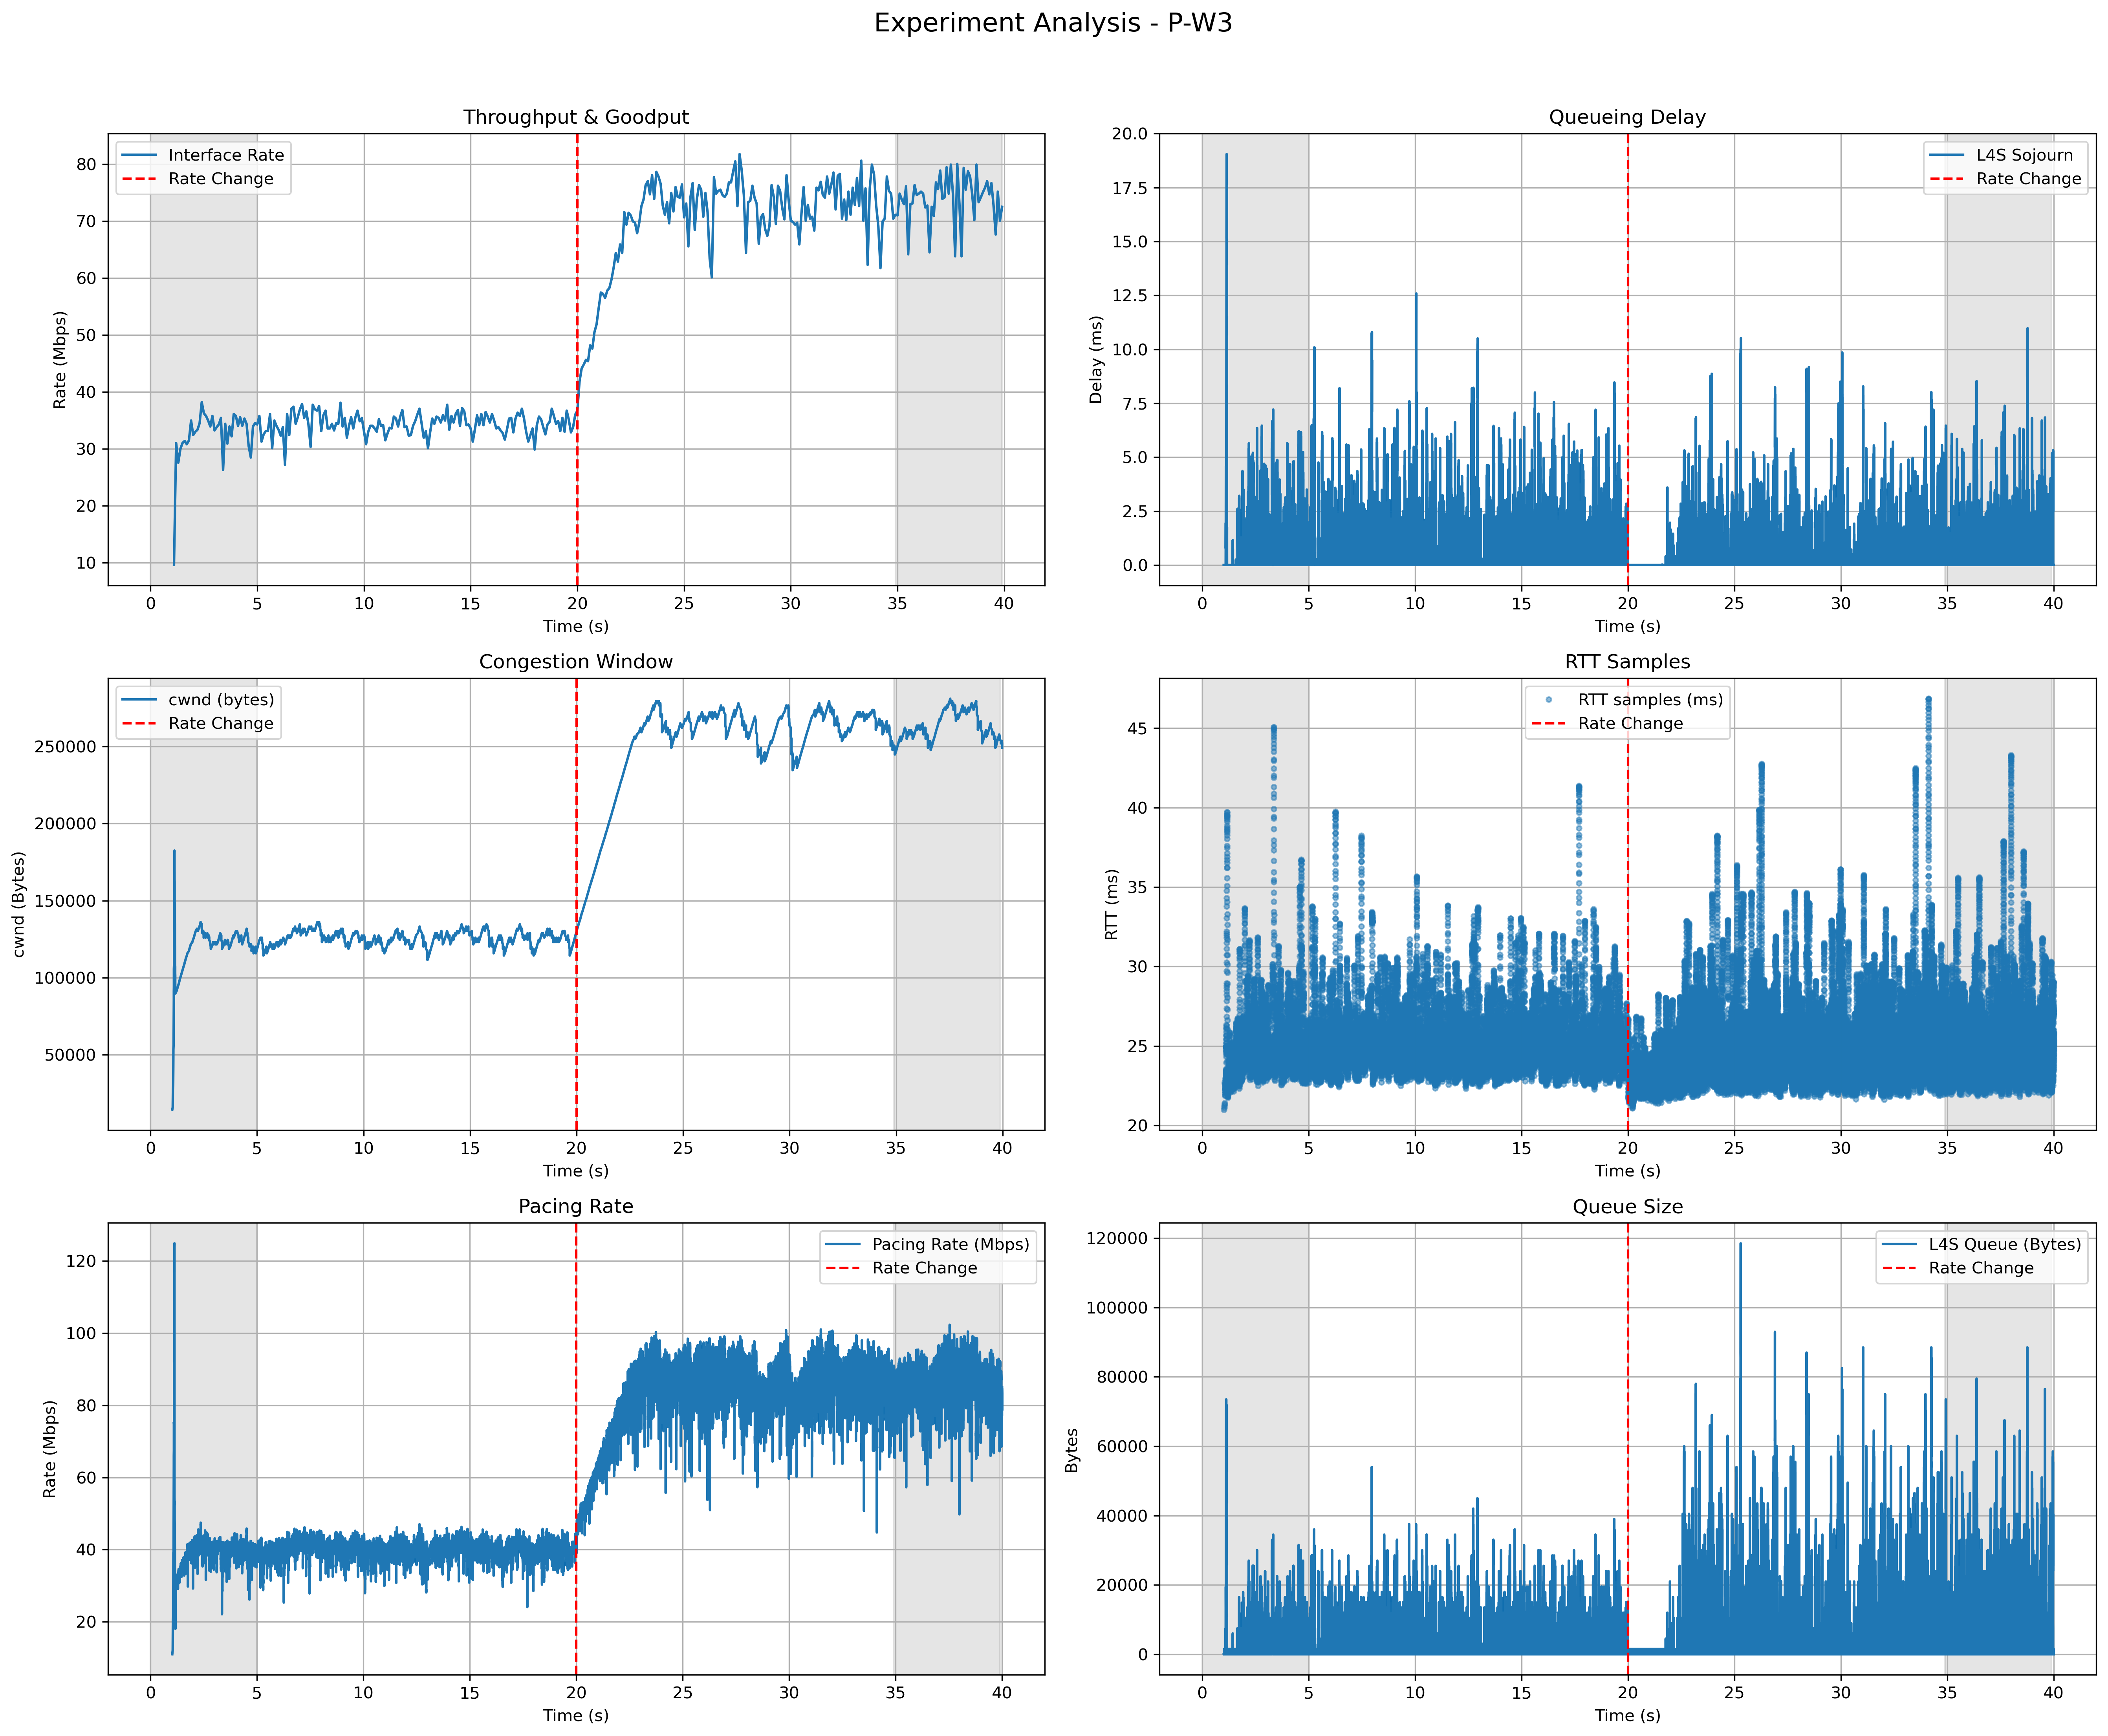 Experiment Analysis - P-W3
Throughput & Goodput
Interface Rate
Rate Change
Rate (Mbps)
80
70
60
50
40
30
20
10
0 5 10 15 20 25 30 35 40
Time (s)
Queueing Delay
L4S Sojourn
Rate Change
Delay (ms)
20.0
17.5
15.0
12.5
10.0
7.5
5.0
2.5
0.0
0 5 10 15 20 25 30 35 40
Time (s)
Congestion Window
cwnd (bytes)
Rate Change
cwnd (Bytes)
250000
200000
150000
100000
50000
0 5 10 15 20 25 30 35 40
Time (s)
RTT Samples
RTT samples (ms)
Rate Change
RTT (ms)
45
40
35
30
25
20
0 5 10 15 20 25 30 35 40
Time (s)
Pacing Rate
Pacing Rate (Mbps)
Rate Change
Rate (Mbps)
120
100
80
60
40
20
0 5 10 15 20 25 30 35 40
Time (s)
Queue Size
L4S Queue (Bytes)
Rate Change
Bytes
120000
100000
80000
60000
40000
20000
0
0 5 10 15 20 25 30 35 40
Time (s)